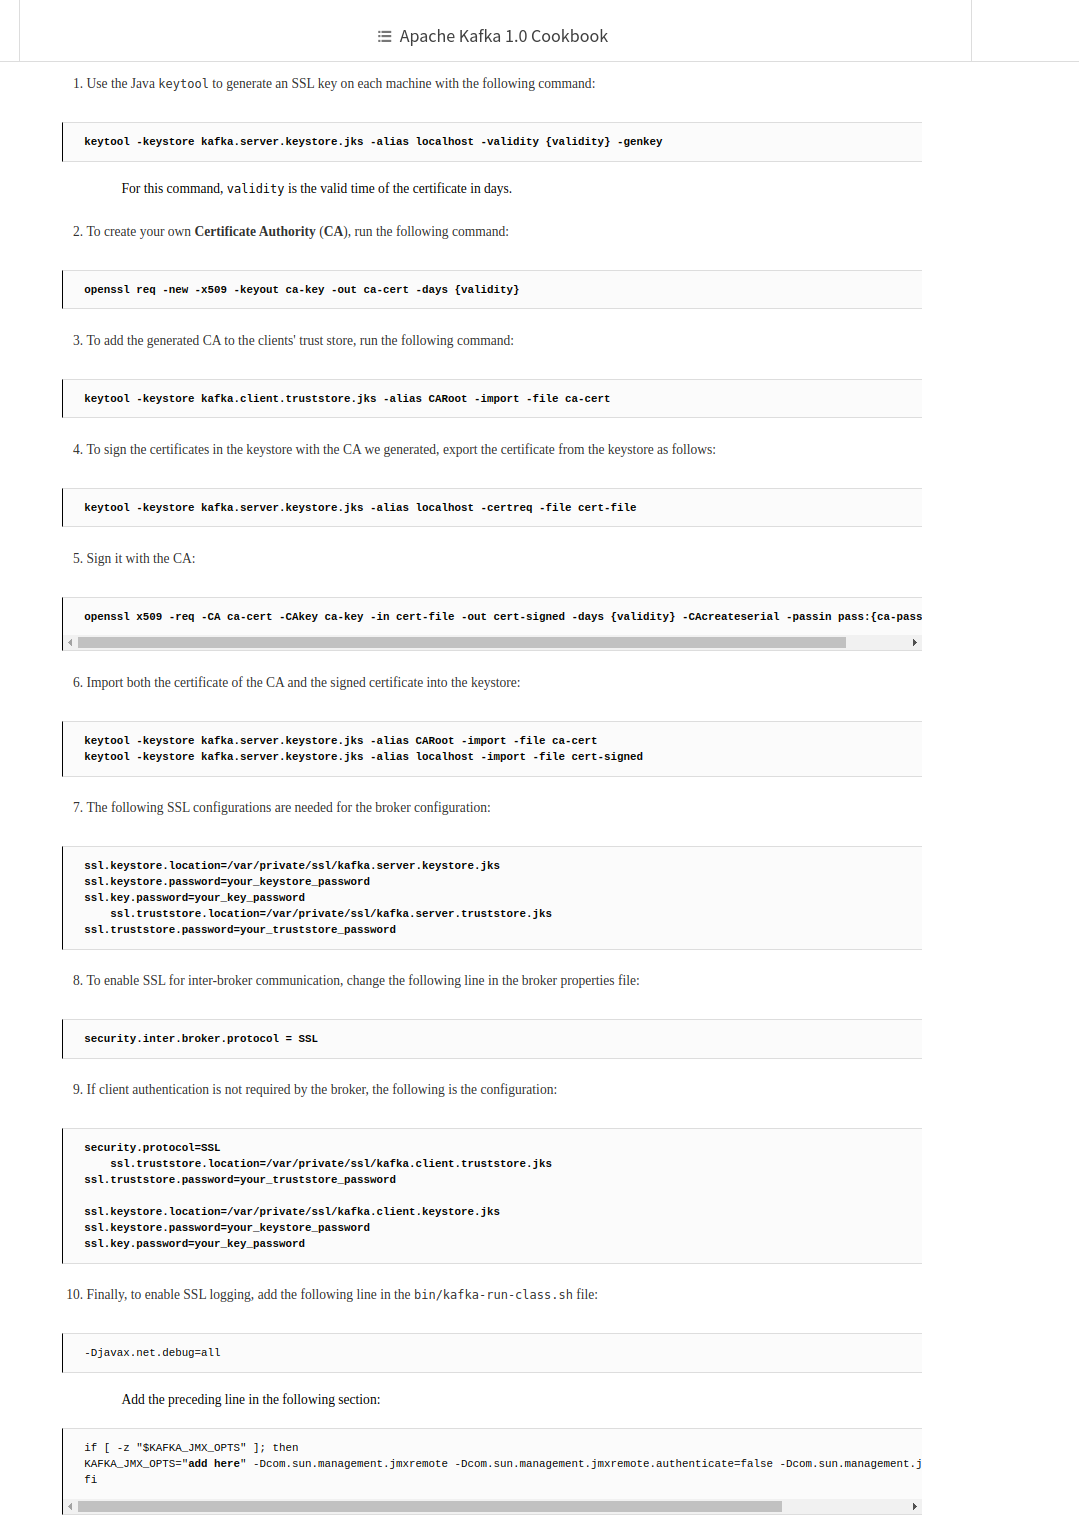 Apache Kafka 1.0 Cookbook
1. Use the Java keytool to generate an SSL key on each machine with the following command:
keytool -keystore kafka.server.keystore.jks -alias localhost -validity {validity} -genkey
For this command, validity is the valid time of the certificate in days.
2. To create your own Certificate Authority (CA), run the following command:
openssl req -new -x509 -keyout ca-key -out ca-cert -days {validity}
3. To add the generated CA to the clients' trust store, run the following command:
keytool -keystore kafka.client.truststore.jks -alias CARoot -import -file ca-cert
4. To sign the certificates in the keystore with the CA we generated, export the certificate from the keystore as follows:
keytool -keystore kafka.server.keystore.jks -alias localhost -certreq -file cert-file
5. Sign it with the CA:
openssl x509 -req -CA ca-cert -CAkey ca-key -in cert-file -out cert-signed -days {validity} -CAcreateserial -passin pass:{ca-pass
6. Import both the certificate of the CA and the signed certificate into the keystore:
keytool -keystore kafka.server.keystore.jks -alias CARoot -import -file ca-cert
keytool -keystore kafka.server.keystore.jks -alias localhost -import -file cert-signed
7. The following SSL configurations are needed for the broker configuration:
ssl.keystore.location=/var/private/ssl/kafka.server.keystore.jks
ssl.keystore.password=your_keystore_password
ssl.key.password=your_key_password
ssl.truststore.location=/var/private/ssl/kafka.server.truststore.jks
ssl.truststore.password=your_truststore_password
8. To enable SSL for inter-broker communication, change the following line in the broker properties file:
security.inter.broker.protocol = SSL
9. If client authentication is not required by the broker, the following is the configuration:
security.protocol=SSL
ssl.truststore.location=/var/private/ssl/kafka.client.truststore.jks
ssl.truststore.password=your_truststore_password
ssl.keystore.location=/var/private/ssl/kafka.client.keystore.jks
ssl.keystore.password=your_keystore_password
ssl.key.password=your_key_password
10. Finally, to enable SSL logging, add the following line in the bin/kafka-run-class.sh file:
-Djavax.net.debug=all
Add the preceding line in the following section:
if [ -z "$KAFKA_JMX_OPTS" ]; then
KAFKA_JMX_OPTS="add here" -Dcom.sun.management.jmxremote -Dcom.sun.management.jmxremote.authenticate=false -Dcom.sun.management.j
fi